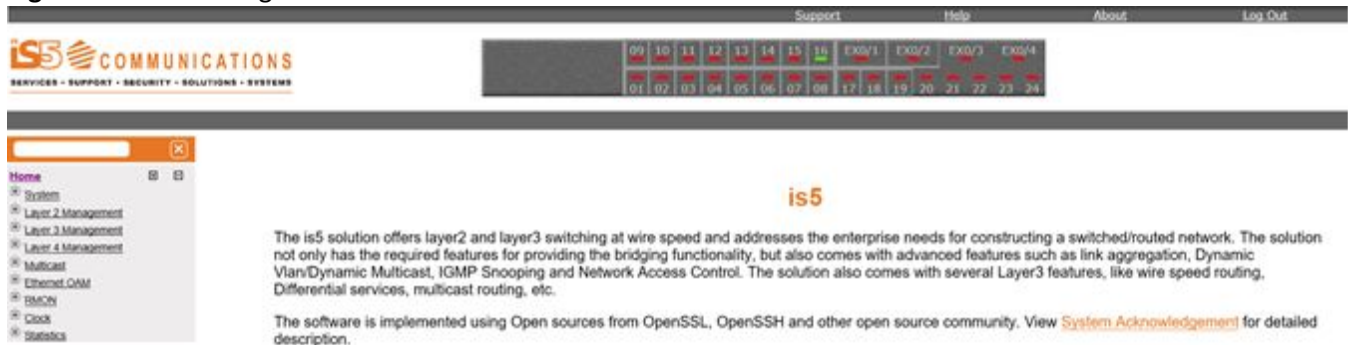 Support Help About Log Out
iS5 COMMUNICATIONS
SERVICES • SUPPORT • SECURITY • SOLUTIONS • SYSTEMS
09 10 11 12 13 14 15 16 EX0/1 EX0/2 EX0/3 EX0/4
01 02 03 04 05 06 07 08 17 18 19 20 21 22 23 24
Home
System
Layer 2 Management
Layer 3 Management
Layer 4 Management
Multicast
Ethernet OAM
RMON
Clock
Statistics
is5
The is5 solution offers layer2 and layer3 switching at wire speed and addresses the enterprise needs for constructing a switched/routed network. The solution
not only has the required features for providing the bridging functionality, but also comes with advanced features such as link aggregation, Dynamic
Vlan/Dynamic Multicast, IGMP Snooping and Network Access Control. The solution also comes with several Layer3 features, like wire speed routing,
Differential services, multicast routing, etc.
The software is implemented using Open sources from OpenSSL, OpenSSH and other open source community. View System Acknowledgement for detailed
description.